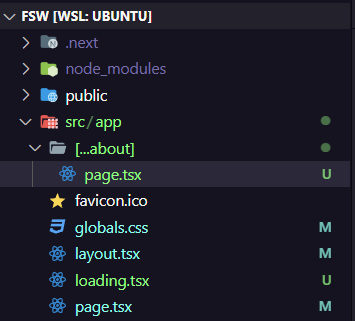 FSW [WSL: UBUNTU]
.next
node_modules
public
src/app
[...about]
page.tsx U
favicon.ico
globals.css M
layout.tsx M
loading.tsx U
page.tsx M